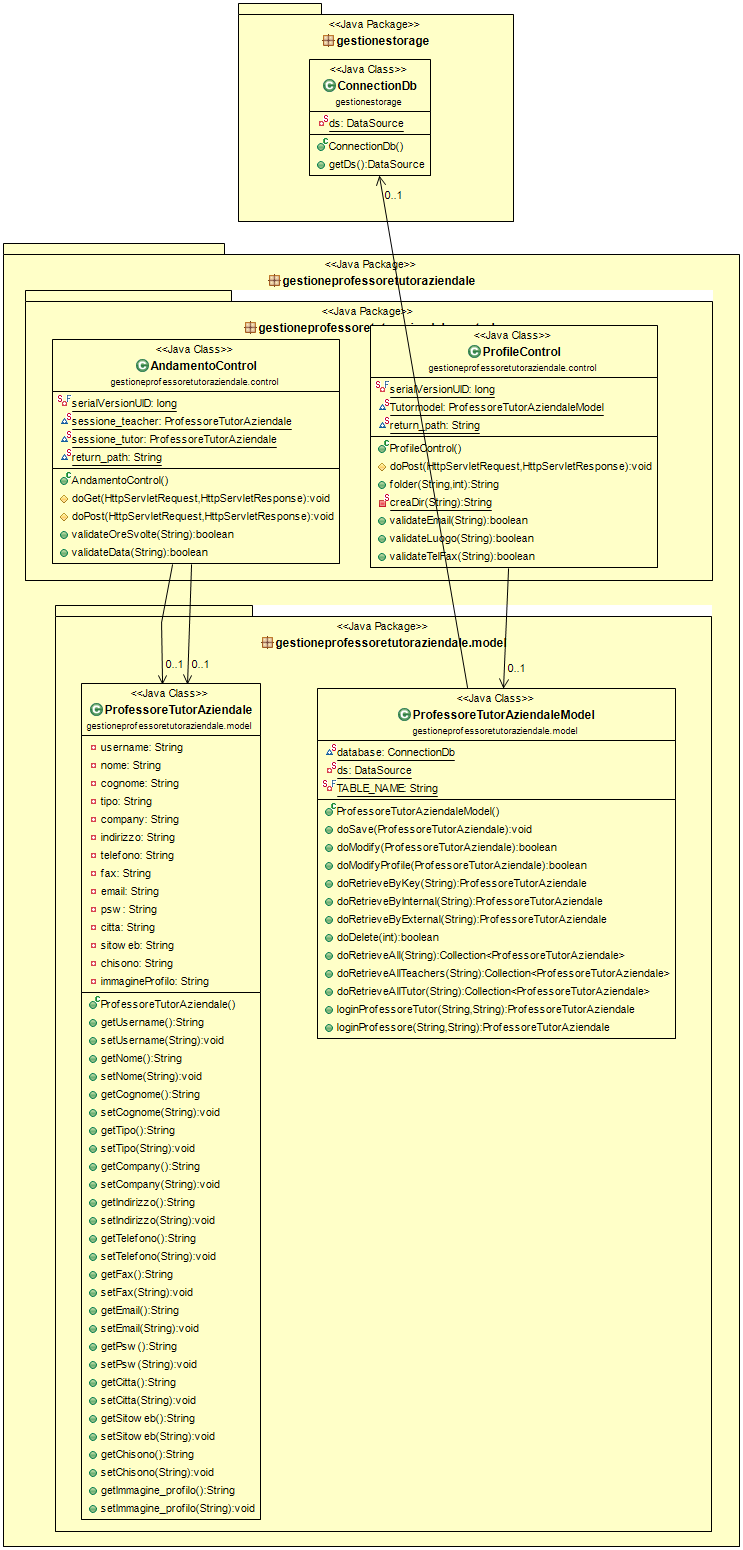 <<Java Package>>
gestionestorage
<<Java Class>>
ConnectionDb
gestionestorage
ds: DataSource
ConnectionDb()
getDs():DataSource
0..1
<<Java Package>>
gestioneprofessoretutoraziendale
<<Java Package>>
<<Java Class>>
AndamentoControl
gestioneprofessoretutoraziendale.control
serialVersionUID: long
sessione_teacher: ProfessoreTutorAziendale
sessione_tutor: ProfessoreTutorAziendale
return_path: String
AndamentoControl()
doGet(HttpServletRequest,HttpServletResponse):void
doPost(HttpServletRequest,HttpServletResponse):void
validateOreSvolte(String):boolean
validateData(String):boolean
<<Java Class>>
ProfileControl
gestioneprofessoretutoraziendale.control
serialVersionUID: long
Tutormodel: ProfessoreTutorAziendaleModel
return_path: String
ProfileControl()
doPost(HttpServletRequest,HttpServletResponse):void
folder(String,int):String
creaDir(String):String
validateEmail(String):boolean
validateLuogo(String):boolean
validateTelFax(String):boolean
<<Java Package>>
gestioneprofessoretutoraziendale.model
0..1
0..1
0..1
<<Java Class>>
ProfessoreTutorAziendale
gestioneprofessoretutoraziendale.model
username: String
nome: String
cognome: String
tipo: String
company: String
indirizzo: String
telefono: String
fax: String
email: String
psw : String
citta: String
sitow eb: String
chisono: String
immagineProfilo: String
ProfessoreTutorAziendale()
getUsername():String
setUsername(String):void
getNome():String
setNome(String):void
getCognome():String
setCognome(String):void
getTipo():String
setTipo(String):void
getCompany():String
setCompany(String):void
getIndirizzo():String
setIndirizzo(String):void
getTelefono():String
setTelefono(String):void
getFax():String
setFax(String):void
getEmail():String
setEmail(String):void
getPsw ():String
setPsw (String):void
getCitta():String
setCitta(String):void
getSitow eb():String
setSitow eb(String):void
getChisono():String
setChisono(String):void
getImmagine_profilo():String
setImmagine_profilo(String):void
<<Java Class>>
ProfessoreTutorAziendaleModel
gestioneprofessoretutoraziendale.model
database: ConnectionDb
ds: DataSource
TABLE_NAME: String
ProfessoreTutorAziendaleModel()
doSave(ProfessoreTutorAziendale):void
doModify(ProfessoreTutorAziendale):boolean
doModifyProfile(ProfessoreTutorAziendale):boolean
doRetrieveByKey(String):ProfessoreTutorAziendale
doRetrieveByInternal(String):ProfessoreTutorAziendale
doRetrieveByExternal(String):ProfessoreTutorAziendale
doDelete(int):boolean
doRetrieveAll(String):Collection<ProfessoreTutorAziendale>
doRetrieveAllTeachers(String):Collection<ProfessoreTutorAziendale>
doRetrieveAllTutor(String):Collection<ProfessoreTutorAziendale>
loginProfessoreTutor(String,String):ProfessoreTutorAziendale
loginProfessore(String,String):ProfessoreTutorAziendale